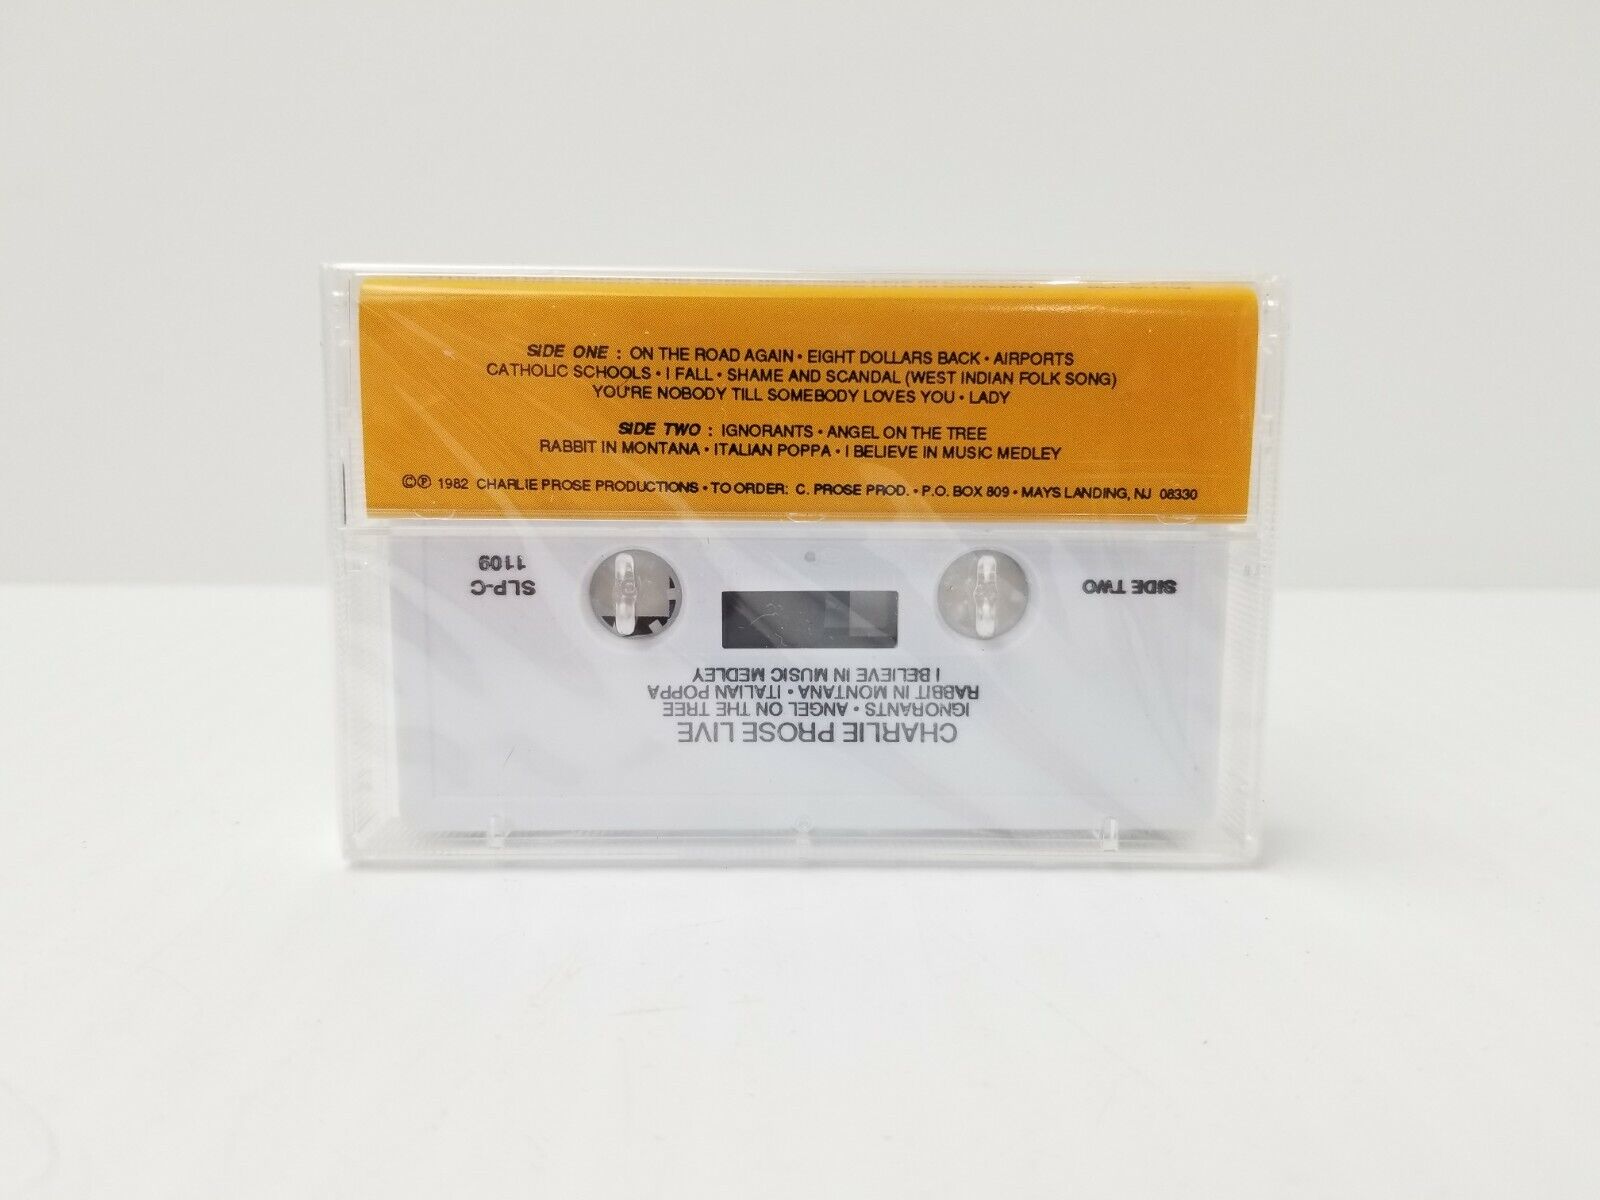 SIDE ONE : ON THE ROAD AGAIN • EIGHT DOLLARS BACK • AIRPORTS
CATHOLIC SCHOOLS • I FALL • SHAME AND SCANDAL (WEST INDIAN FOLK SONG)
YOU'RE NOBODY TILL SOMEBODY LOVES YOU • LADY
SIDE TWO : IGNORANTS • ANGEL ON THE TREE
RABBIT IN MONTANA • ITALIAN POPPA • I BELIEVE IN MUSIC MEDLEY
©℗ 1982 CHARLIE PROSE PRODUCTIONS • TO ORDER: C. PROSE PROD. • P.O. BOX 809 • MAYS LANDING, NJ 08330
CHARLIE PROSE LIVE
IGNORANTS • ANGEL ON THE TREE
RABBIT IN MONTANA • ITALIAN POPPA
I BELIEVE IN MUSIC MEDLEY
SIDE TWO
SLP-C
1109